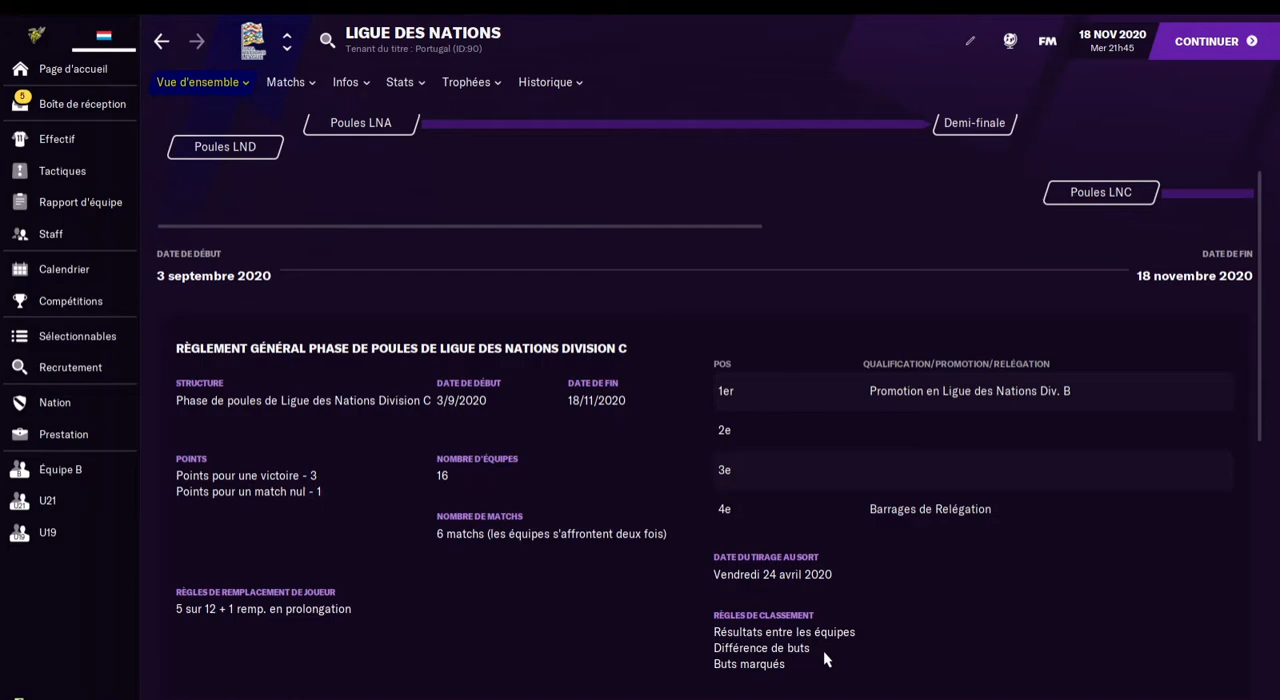 LIGUE DES NATIONS
Tenant du titre : Portugal (ID:90)
FM
18 NOV 2020
Mer 21h45
CONTINUER
Page d'accueil
5
Boîte de réception
Effectif
Tactiques
Rapport d'équipe
Staff
Calendrier
Compétitions
Sélectionnables
Recrutement
Nation
Prestation
Équipe B
U21
U19
Vue d'ensemble
Matchs
Infos
Stats
Trophées
Historique
Poules LNA
Demi-finale
Poules LND
Poules LNC
DATE DE DÉBUT
DATE DE FIN
3 septembre 2020
18 novembre 2020
RÈGLEMENT GÉNÉRAL PHASE DE POULES DE LIGUE DES NATIONS DIVISION C
STRUCTURE
DATE DE DÉBUT
DATE DE FIN
Phase de poules de Ligue des Nations Division C
3/9/2020
18/11/2020
POINTS
Points pour une victoire - 3
Points pour un match nul - 1
NOMBRE D'ÉQUIPES
16
NOMBRE DE MATCHS
6 matchs (les équipes s'affrontent deux fois)
RÈGLES DE REMPLACEMENT DE JOUEUR
5 sur 12 + 1 remp. en prolongation
POS
QUALIFICATION/PROMOTION/RELÉGATION
1er
Promotion en Ligue des Nations Div. B
2e
3e
4e
Barrages de Relégation
DATE DU TIRAGE AU SORT
Vendredi 24 avril 2020
RÈGLES DE CLASSEMENT
Résultats entre les équipes
Différence de buts
Buts marqués